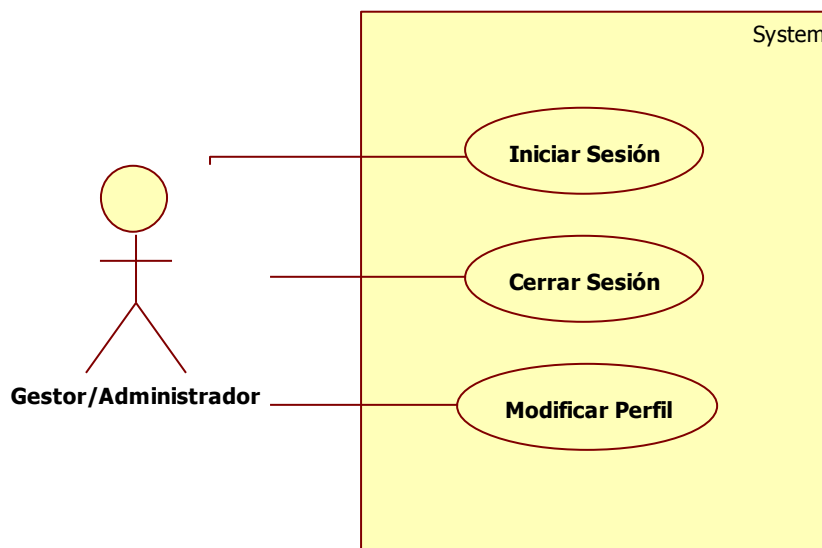 System
Iniciar Sesión
Cerrar Sesión
Gestor/Administrador
Modificar Perfil